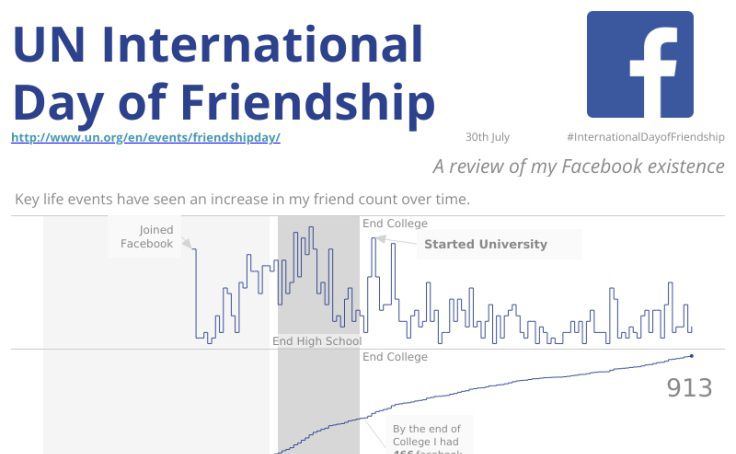 UN International
Day of Friendship
http://www.un.org/en/events/friendshipday/
30th July
#InternationalDayofFriendship
A review of my Facebook existence
Key life events have seen an increase in my friend count over time.
Joined
Facebook
End College
Started University
End High School
End College
913
By the end of
College I had
466 facebook